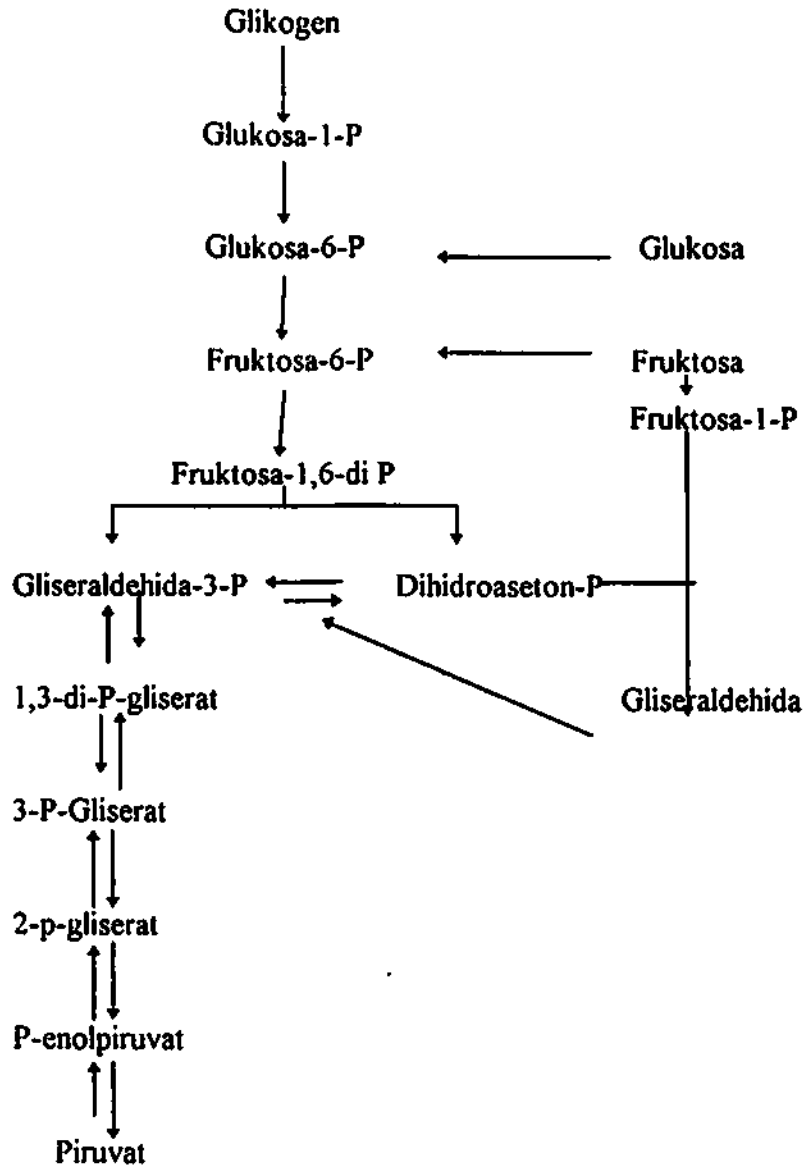 Glikogen
Glukosa-1-P
Glukosa-6-P
Glukosa
Fruktosa-6-P
Fruktosa
Fruktosa-1-P
Fruktosa-1,6-di P
Gliseraldehida-3-P
Dihidroaseton-P
1,3-di-P-gliserat
Gliseraldehida
3-P-Gliserat
2-p-gliserat
P-enolpiruvat
Piruvat